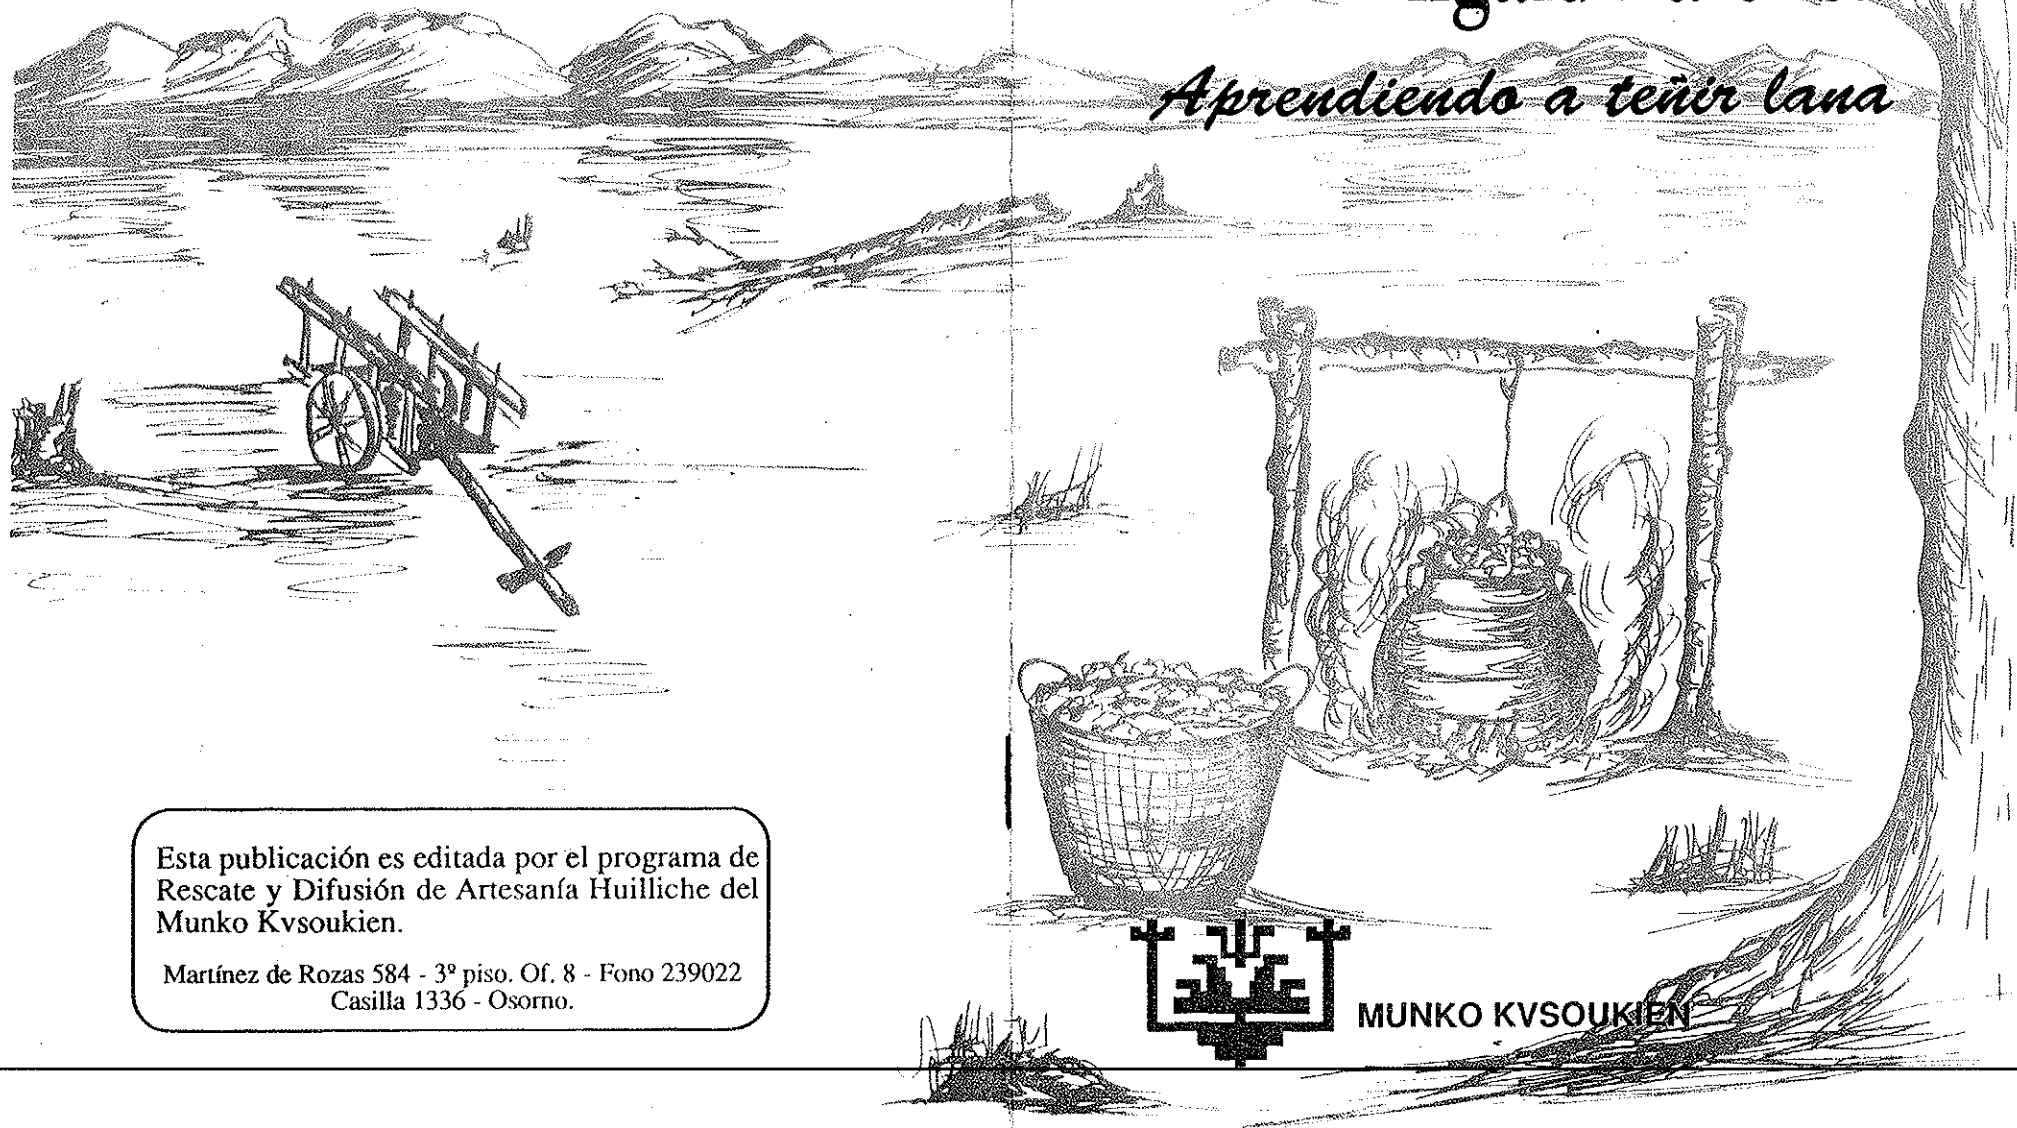 Aprendiendo a teñir lana
Esta publicación es editada por el programa de
Rescate y Difusión de Artesanía Huilliche del
Munko Kvsoukien.
Martínez de Rozas 584 - 3º piso. Of. 8 - Fono 239022
Casilla 1336 - Osorno.
MUNKO KVSOUKIEN